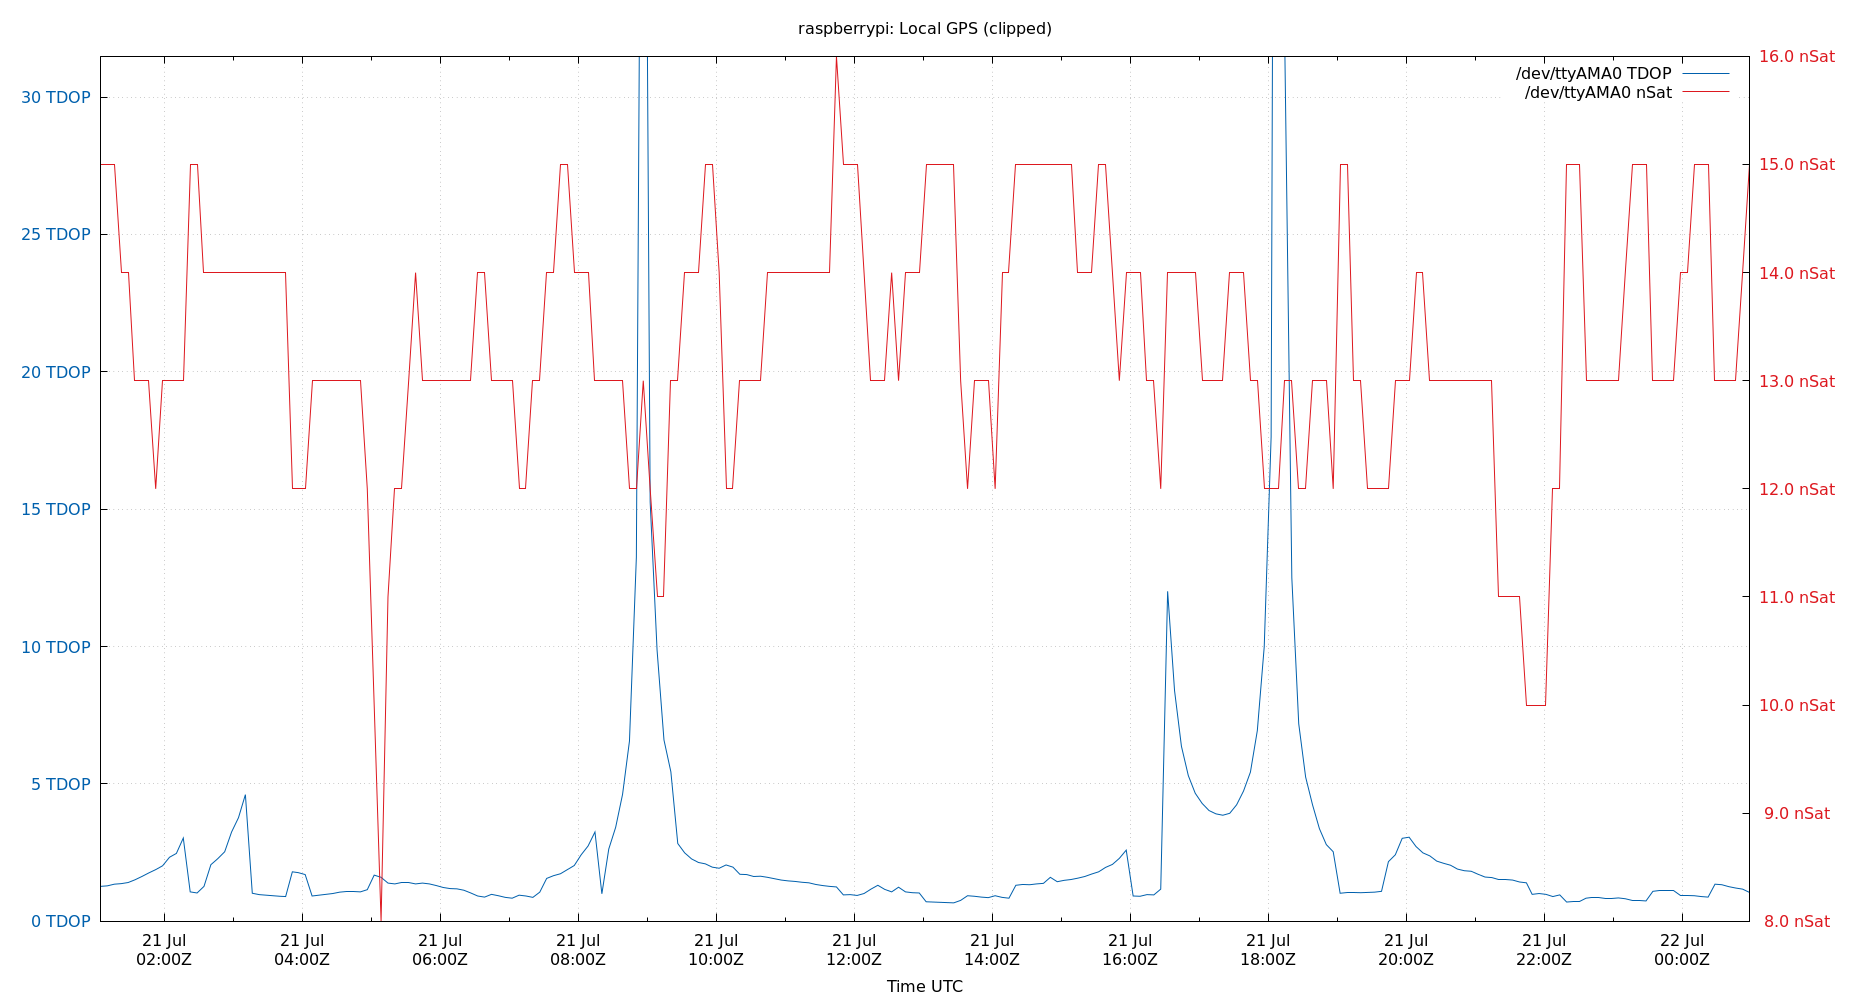 raspberrypi: Local GPS (clipped)
/dev/ttyAMA0 TDOP
/dev/ttyAMA0 nSat
30 TDOP
25 TDOP
20 TDOP
15 TDOP
10 TDOP
5 TDOP
0 TDOP
16.0 nSat
15.0 nSat
14.0 nSat
13.0 nSat
12.0 nSat
11.0 nSat
10.0 nSat
9.0 nSat
8.0 nSat
21 Jul 21 Jul 21 Jul 21 Jul 21 Jul 21 Jul 21 Jul 21 Jul 21 Jul 21 Jul 21 Jul 22 Jul
02:00Z 04:00Z 06:00Z 08:00Z 10:00Z 12:00Z 14:00Z 16:00Z 18:00Z 20:00Z 22:00Z 00:00Z
Time UTC